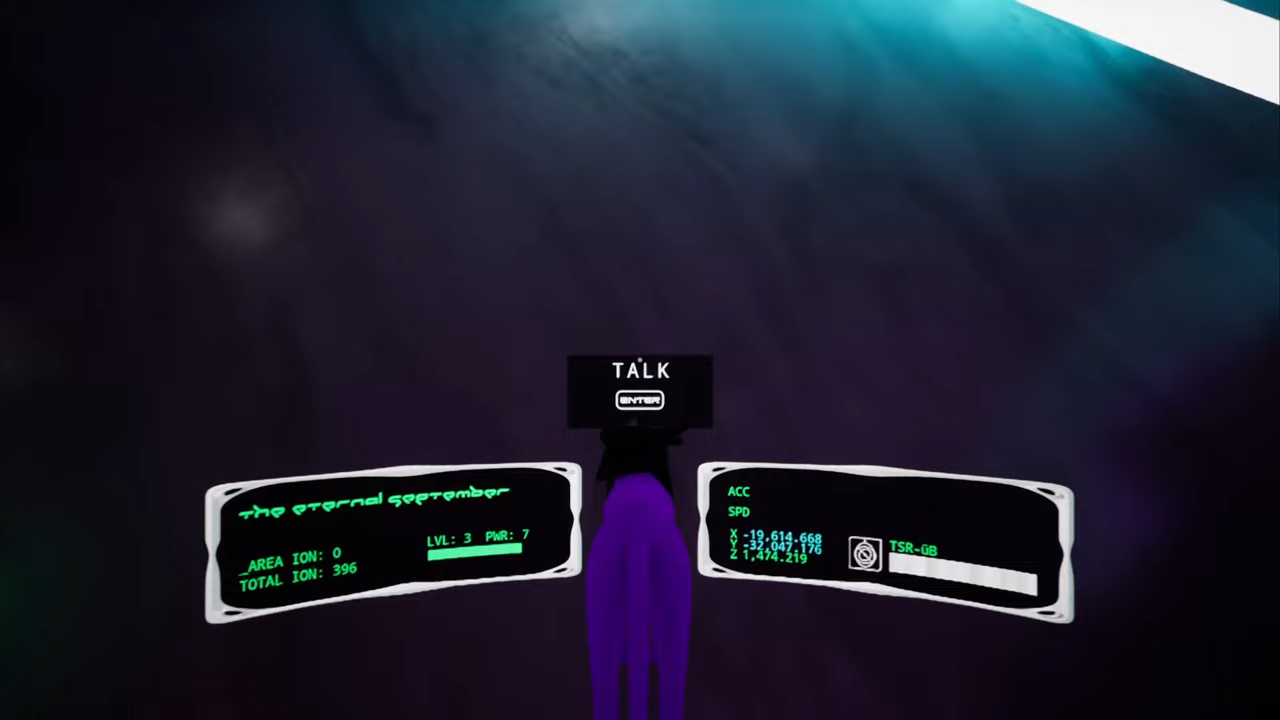 TALK
ENTER
the eternal september
_AREA ION: 0
TOTAL ION: 396
LVL: 3 PWR: 7
ACC
SPD
X -19,614.668
Y -32,047.176
Z 1,474.219
TSR-üB